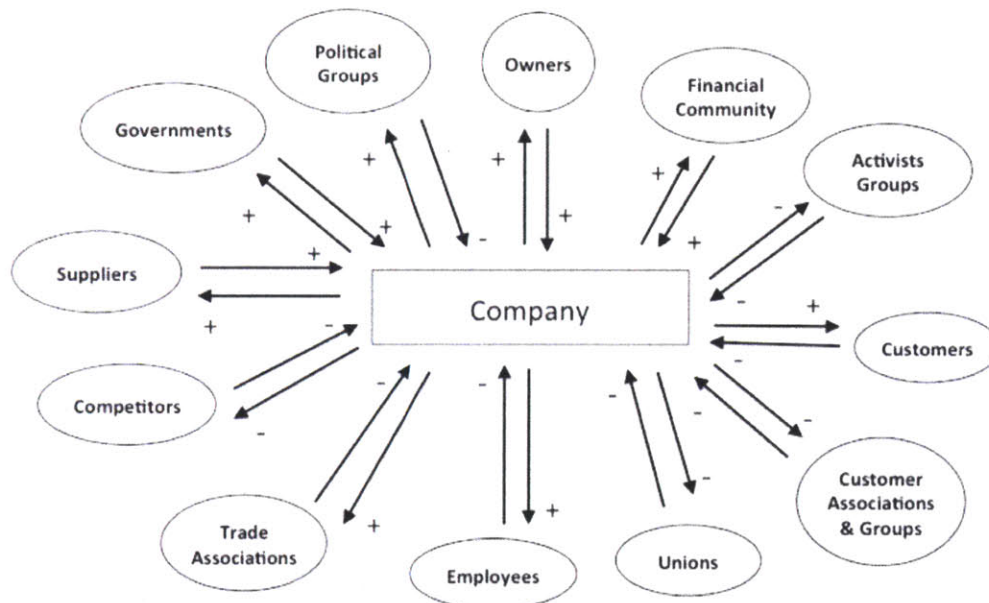 Political
Groups
Owners
Financial
Community
Governments
Activists
Groups
+
+
+
+
-
+
-
+
+
+
+
Suppliers
Company
-
+
+
-
-
Customers
Competitors
-
-
-
-
-
-
-
Customer
Associations
& Groups
-
+
+
Trade
Associations
Employees
Unions